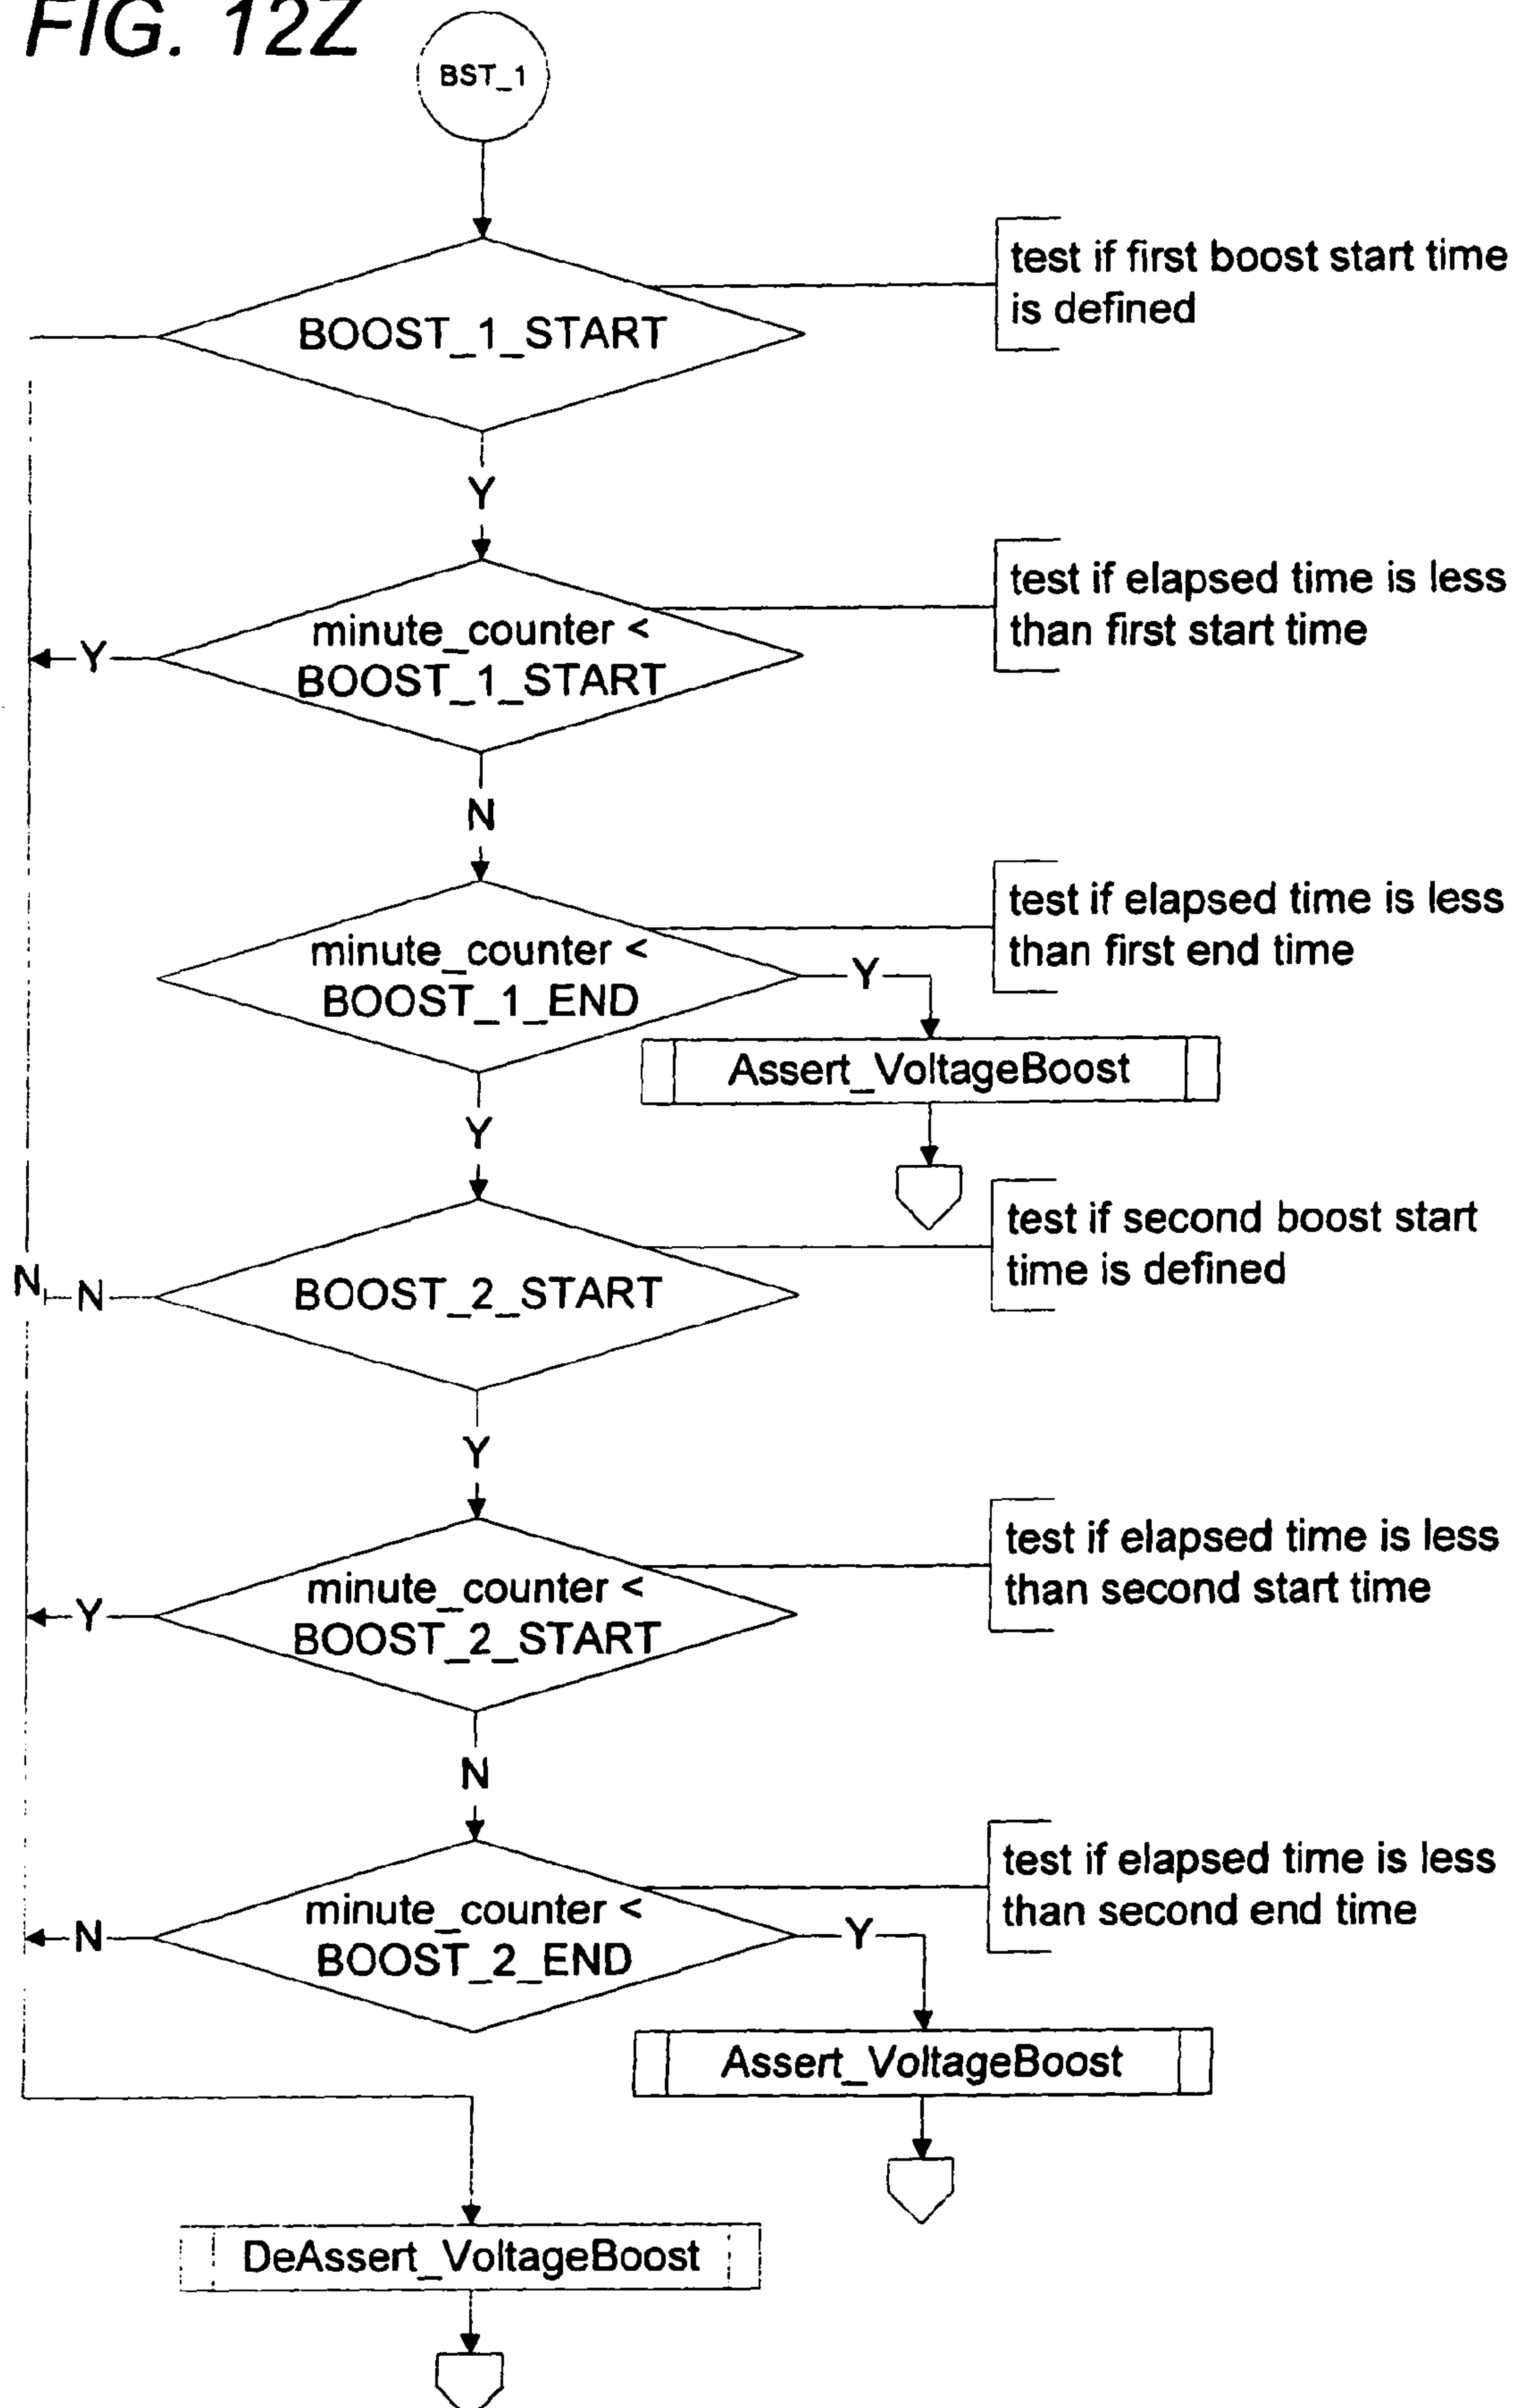 FIG. 12Z
BST_1
BOOST_1_START
test if first boost start time
is defined
Y
minute_counter <
BOOST_1_START
test if elapsed time is less
than first start time
Y
N
minute_counter <
BOOST_1_END
test if elapsed time is less
than first end time
Y
Assert_VoltageBoost
Y
BOOST_2_START
test if second boost start
time is defined
N
N
Y
minute_counter <
BOOST_2_START
test if elapsed time is less
than second start time
Y
N
minute_counter <
BOOST_2_END
test if elapsed time is less
than second end time
N
Y
Assert_VoltageBoost
DeAssert_VoltageBoost